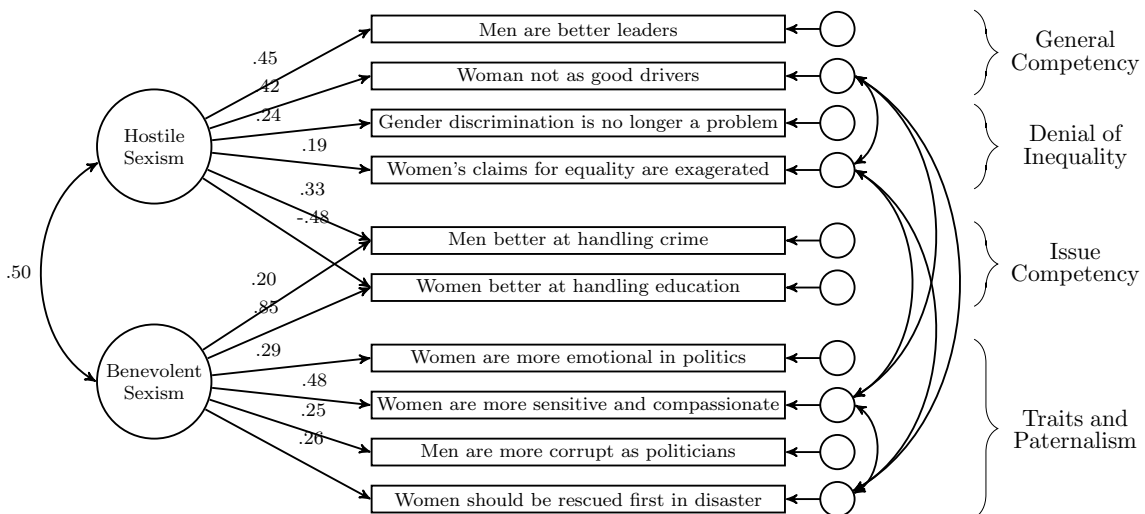 .45
Men are better leaders
General
Competency
.42
Woman not as good drivers
.24
Gender discrimination is no longer a problem
Denial of
Inequality
Hostile
Sexism
.19
Women's claims for equality are exagerated
.33
-.48
Men better at handling crime
Issue
Competency
.50
.20
Women better at handling education
.85
.29
Women are more emotional in politics
Benevolent
Sexism
.48
Women are more sensitive and compassionate
Traits and
Paternalism
.25
.26
Men are more corrupt as politicians
Women should be rescued first in disaster